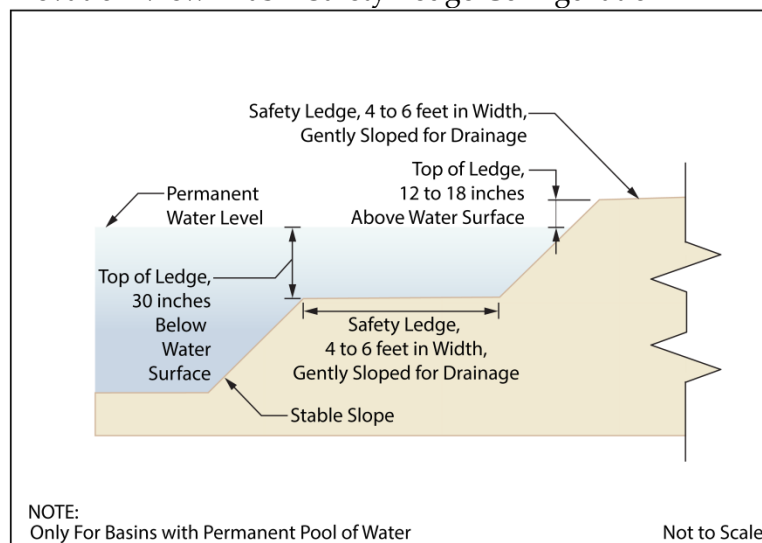 Safety Ledge, 4 to 6 feet in Width,
Gently Sloped for Drainage
Top of Ledge,
12 to 18 inches
Above Water Surface
Permanent
Water Level
Top of Ledge,
30 inches
Below
Water
Surface
Safety Ledge,
4 to 6 feet in Width,
Gently Sloped for Drainage
Stable Slope
NOTE:
Only For Basins with Permanent Pool of Water
Not to Scale